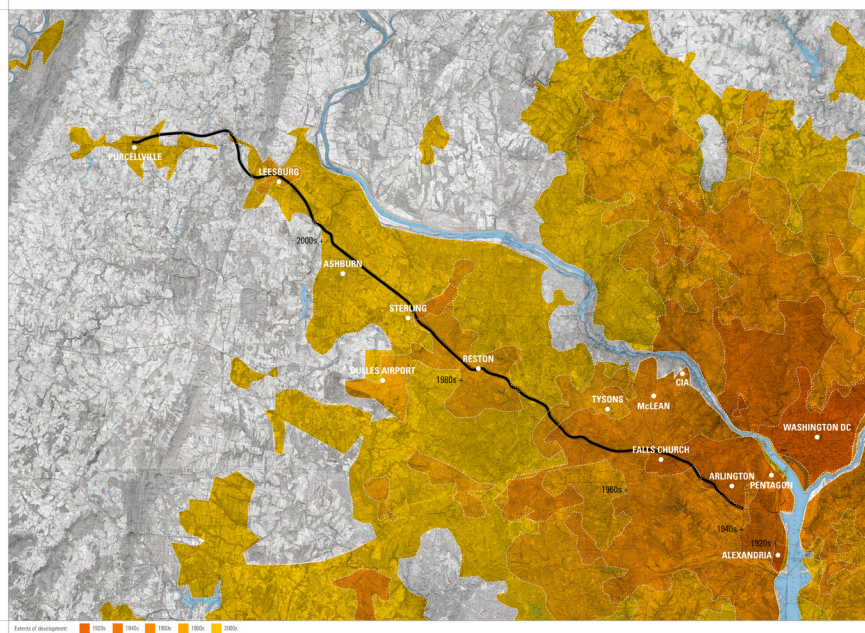 PURCELLVILLE
LEESBURG
2000s
ASHBURN
STERLING
RESTON
DULLES AIRPORT
1980s
CIA
TYSONS
McLEAN
WASHINGTON DC
FALLS CHURCH
ARLINGTON
PENTAGON
1960s
1940s
1920s
ALEXANDRIA
Extents of development: 1920s 1940s 1960s 1980s 2000s